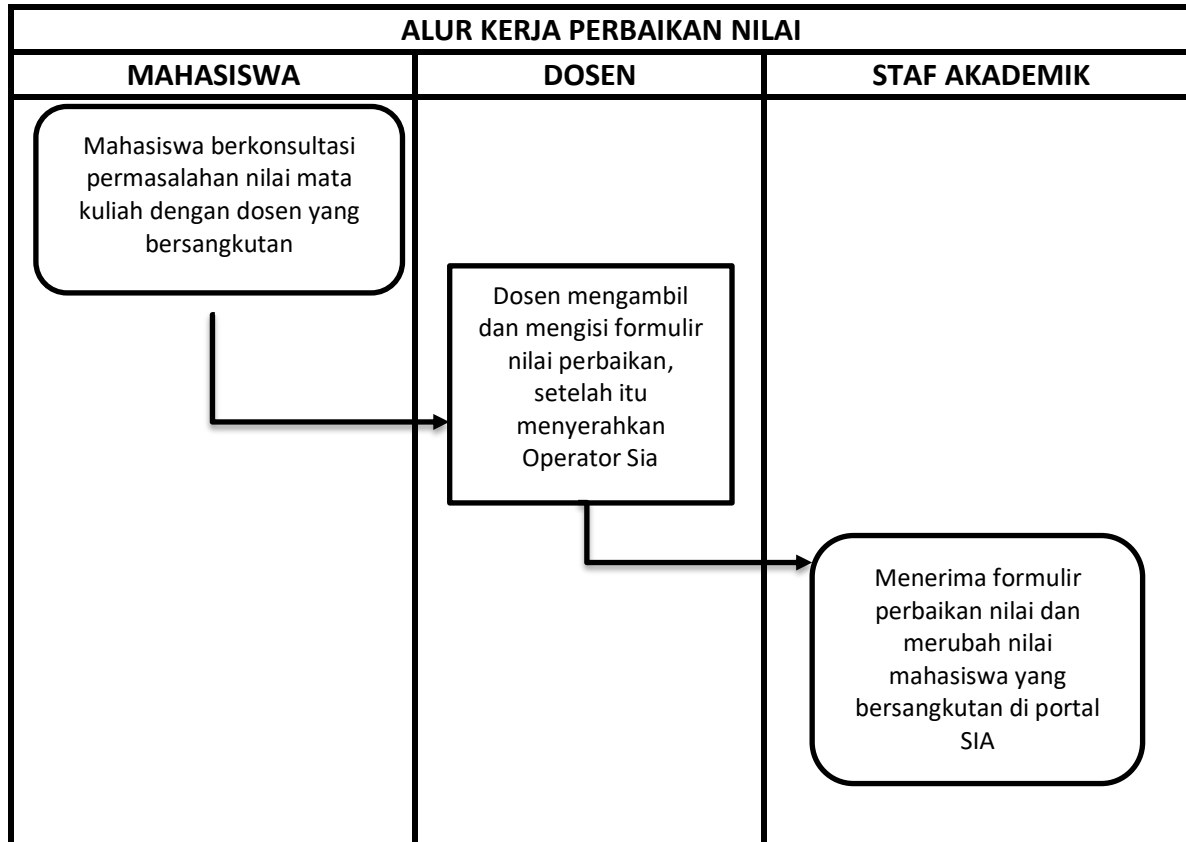 ALUR KERJA PERBAIKAN NILAI
MAHASISWA
DOSEN
STAF AKADEMIK
Mahasiswa berkonsultasi
permasalahan nilai mata
kuliah dengan dosen yang
bersangkutan
Dosen mengambil
dan mengisi formulir
nilai perbaikan,
setelah itu
menyerahkan
Operator Sia
Menerima formulir
perbaikan nilai dan
merubah nilai
mahasiswa yang
bersangkutan di portal
SIA